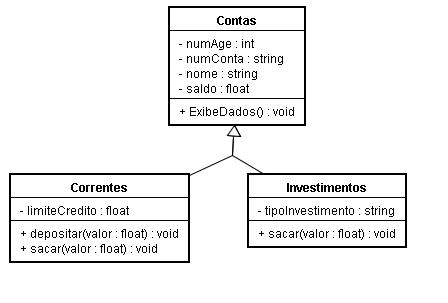 Contas
- numAge : int
- numConta : string
- nome : string
- saldo : float
+ ExibeDados() : void
Correntes
- limiteCredito : float
+ depositar(valor : float) : void
+ sacar(valor : float) : void
Investimentos
- tipoInvestimento : string
+ sacar(valor : float) : void